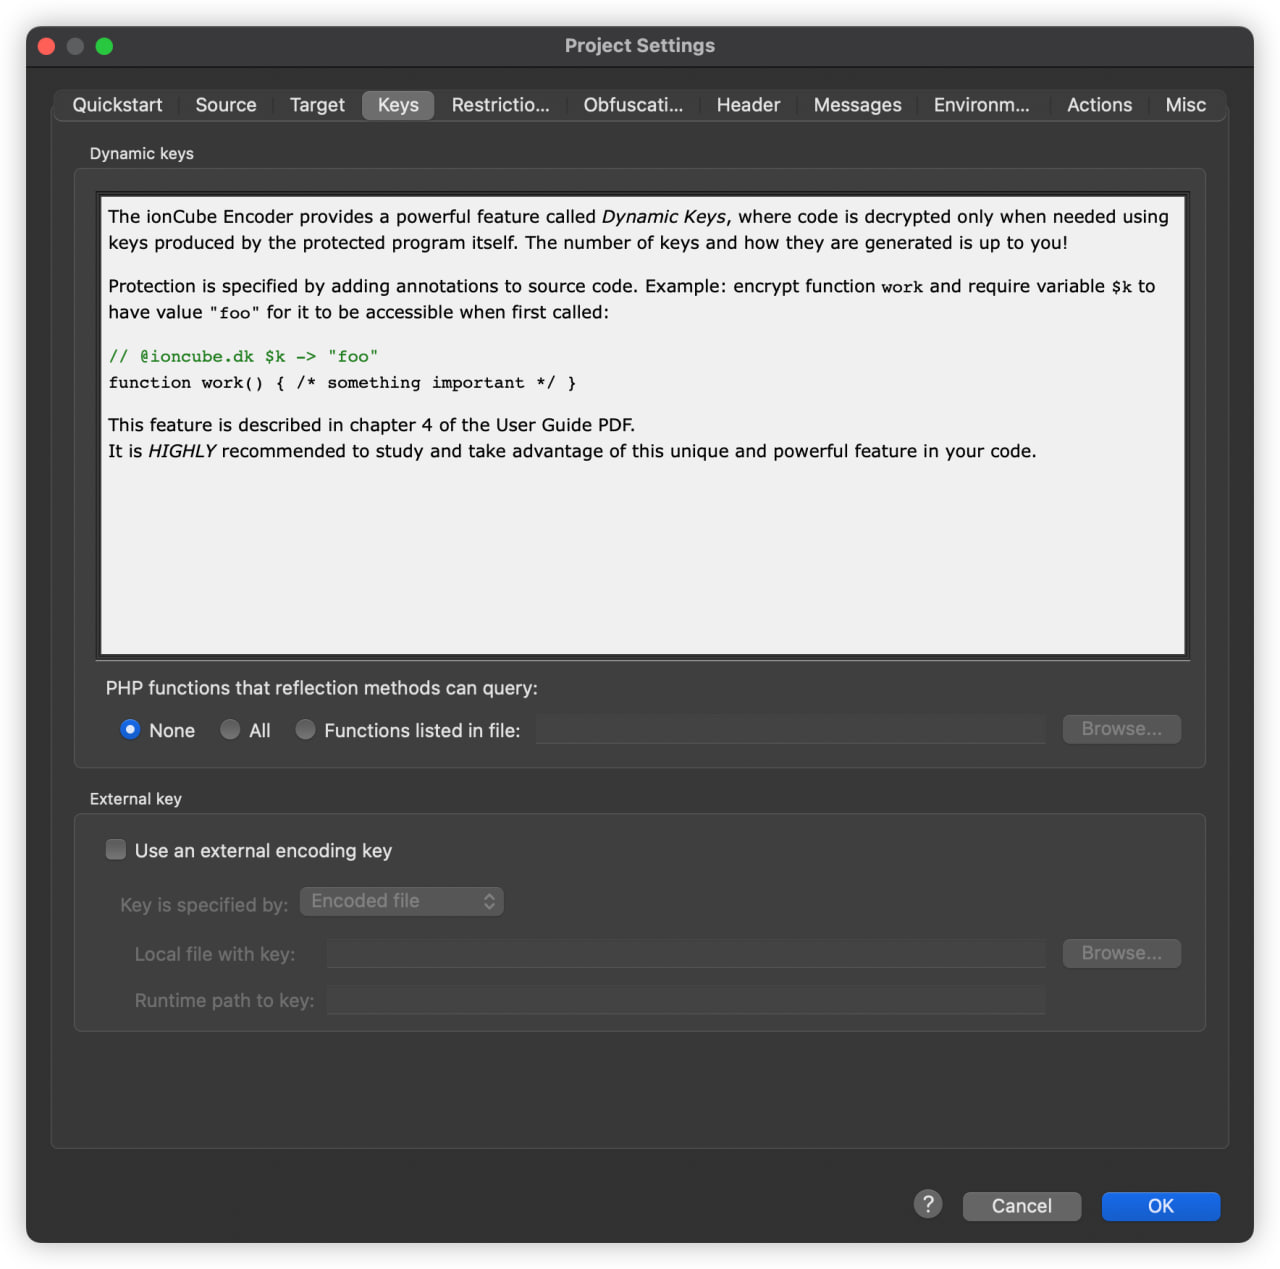 Project Settings
Quickstart Source Target Keys Restrictio... Obfuscati... Header Messages Environm... Actions Misc
Dynamic keys
The ionCube Encoder provides a powerful feature called Dynamic Keys, where code is decrypted only when needed using
keys produced by the protected program itself. The number of keys and how they are generated is up to you!
Protection is specified by adding annotations to source code. Example: encrypt function work and require variable $k to
have value "foo" for it to be accessible when first called:
// @ioncube.dk $k -> "foo"
function work() { /* something important */ }
This feature is described in chapter 4 of the User Guide PDF.
It is HIGHLY recommended to study and take advantage of this unique and powerful feature in your code.
PHP functions that reflection methods can query:
None All Functions listed in file: Browse...
External key
Use an external encoding key
Key is specified by: Encoded file
Local file with key: Browse...
Runtime path to key:
? Cancel OK